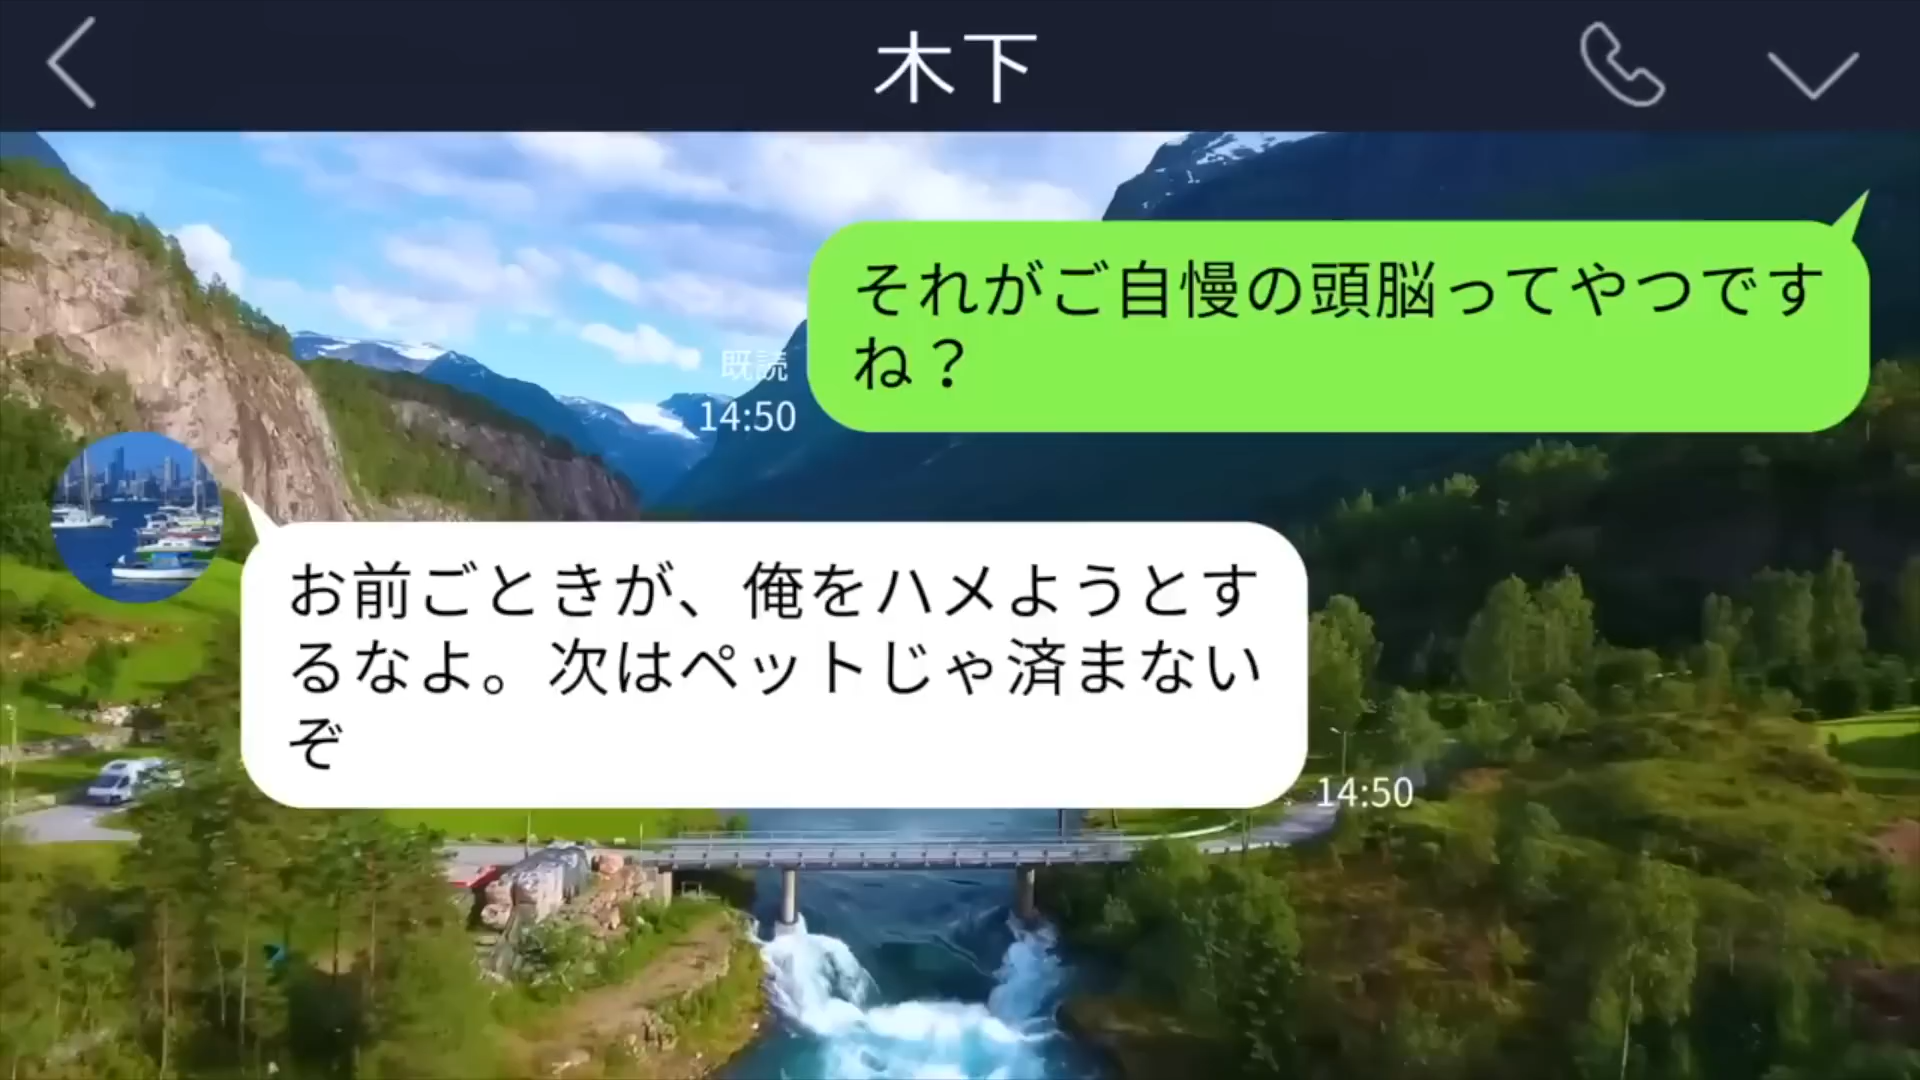 木下
それがご自慢の頭脳ってやつです
ね？
既読
14:50
お前ごときが、俺をハメようとす
るなよ。次はペットじゃ済まない
ぞ
14:50